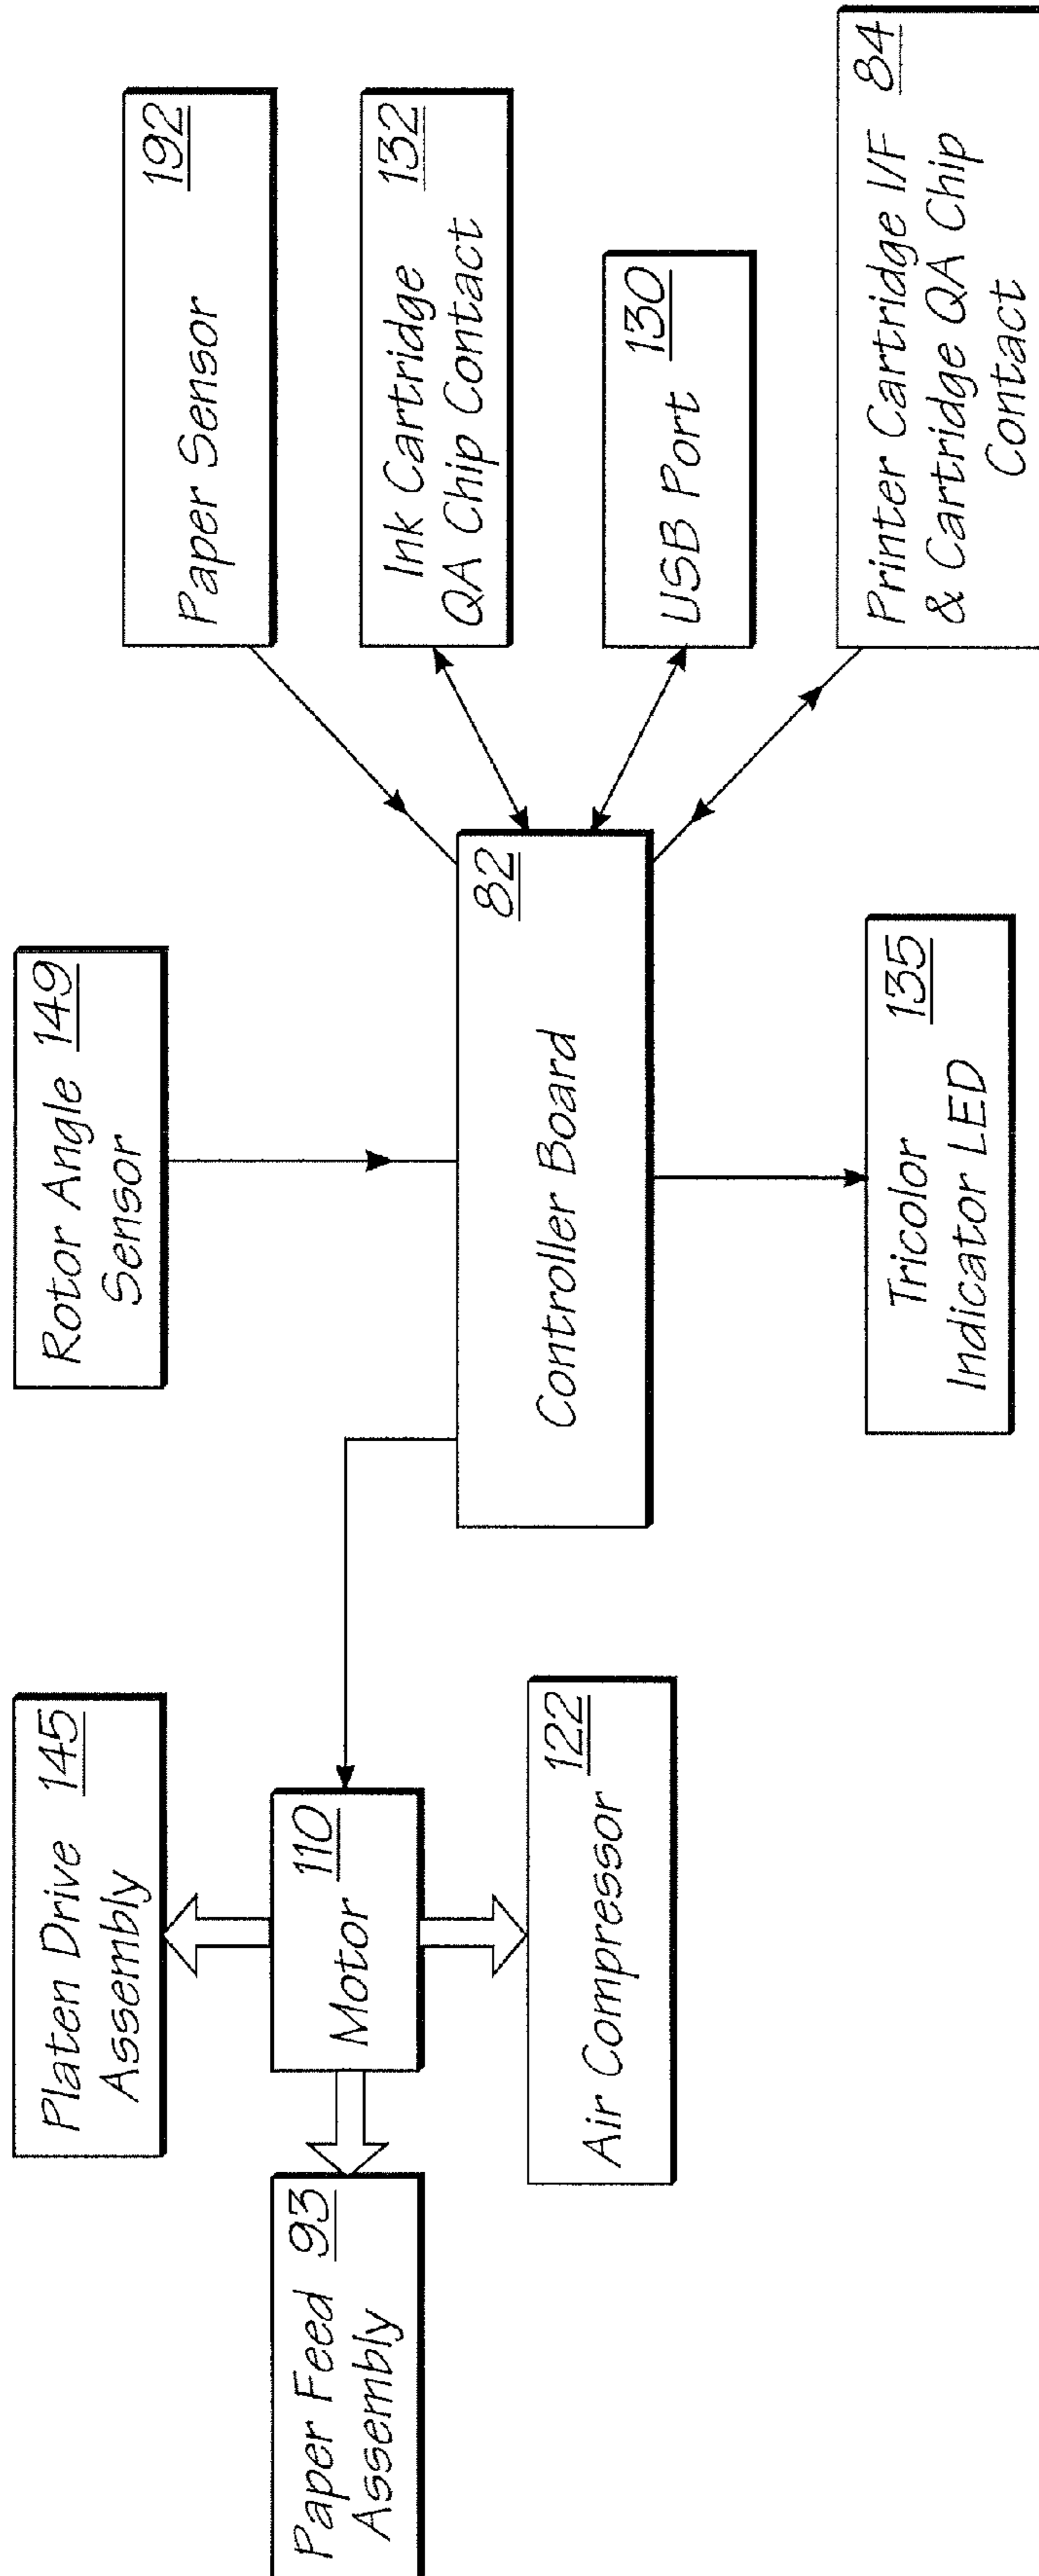 Platen Drive 145
Assembly
Rotor Angle 149
Sensor
Paper Sensor 192
Paper Feed 93
Assembly
Motor 110
Ink Cartridge 132
QA Chip Contact
Controller Board 82
Air Compressor 122
USB Port 130
Tricolor
Indicator LED 135
Printer Cartridge I/F 84
& Cartridge QA Chip
Contact